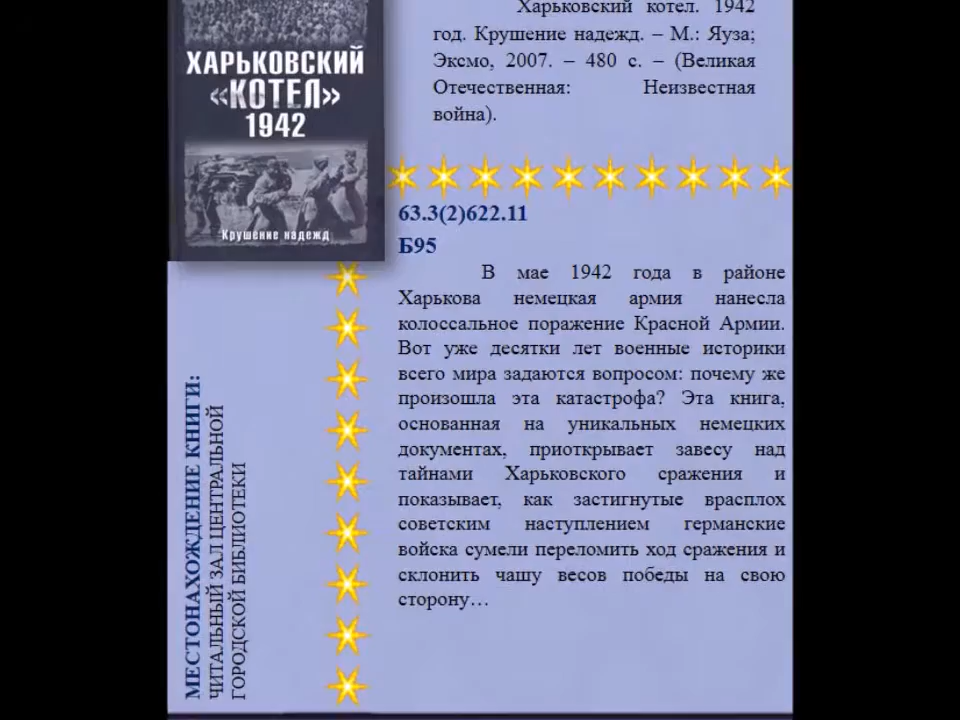 ХАРЬКОВСКИЙ
«КОТЕЛ»
1942
Крушение надежд
Харьковский котел. 1942
год. Крушение надежд. – М.: Яуза;
Эксмо, 2007. – 480 с. – (Великая
Отечественная: Неизвестная
война).
63.3(2)622.11
Б95
В мае 1942 года в районе
Харькова немецкая армия нанесла
колоссальное поражение Красной Армии.
Вот уже десятки лет военные историки
всего мира задаются вопросом: почему же
произошла эта катастрофа? Эта книга,
основанная на уникальных немецких
документах, приоткрывает завесу над
тайнами Харьковского сражения и
показывает, как застигнутые врасплох
советским наступлением германские
войска сумели переломить ход сражения и
склонить чашу весов победы на свою
сторону…
МЕСТОНАХОЖДЕНИЕ КНИГИ:
ЧИТАЛЬНЫЙ ЗАЛ ЦЕНТРАЛЬНОЙ
ГОРОДСКОЙ БИБЛИОТЕКИ